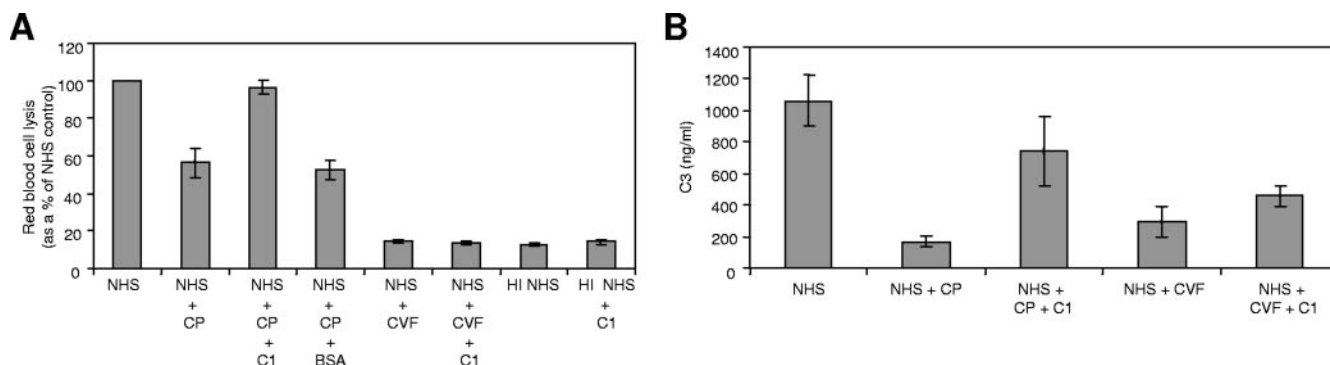 A
Red blood cell lysis
(as a % of NHS control)
120
100
80
60
40
20
0
NHS
NHS
+
CP
NHS
+
CP
+
C1
NHS
+
CP
+
BSA
NHS
+
CVF
NHS
+
CVF
+
C1
HI NHS
HI NHS
+
C1
B
C3 (ng/ml)
1400
1200
1000
800
600
400
200
0
NHS
NHS + CP
NHS +
CP + C1
NHS + CVF
NHS +
CVF + C1